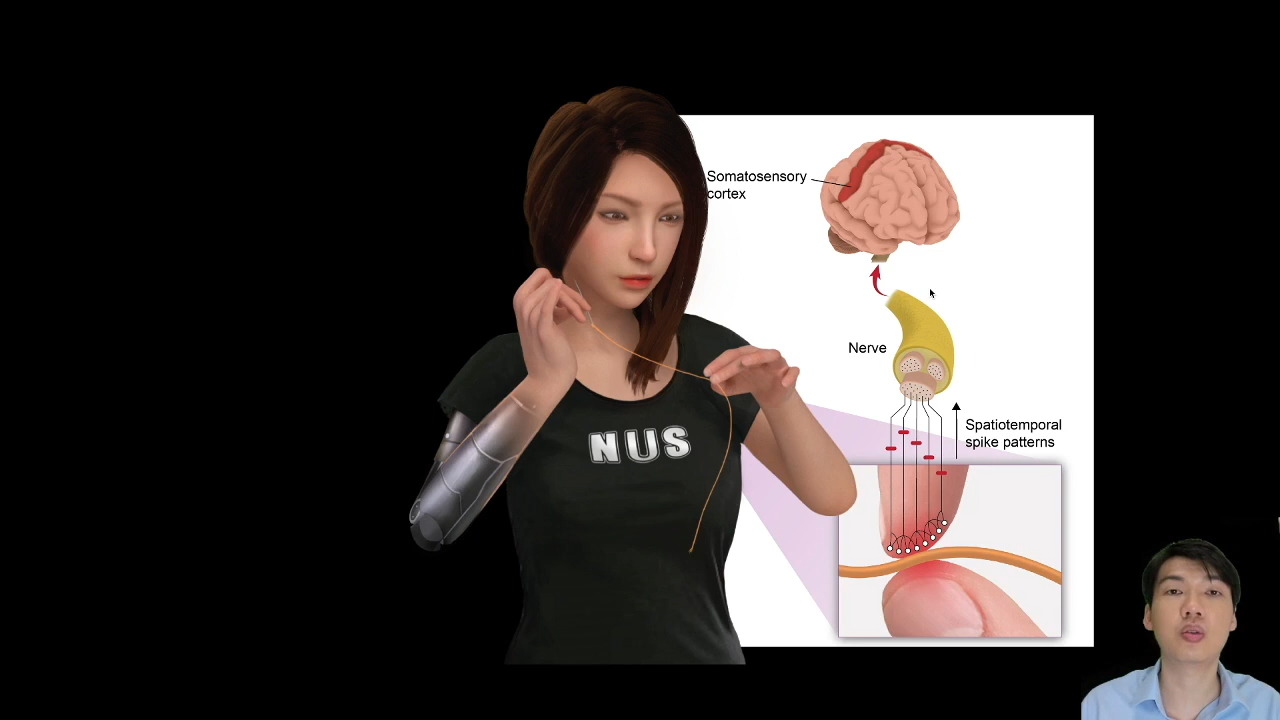 Somatosensory
cortex
Nerve
Spatiotemporal
spike patterns
NUS